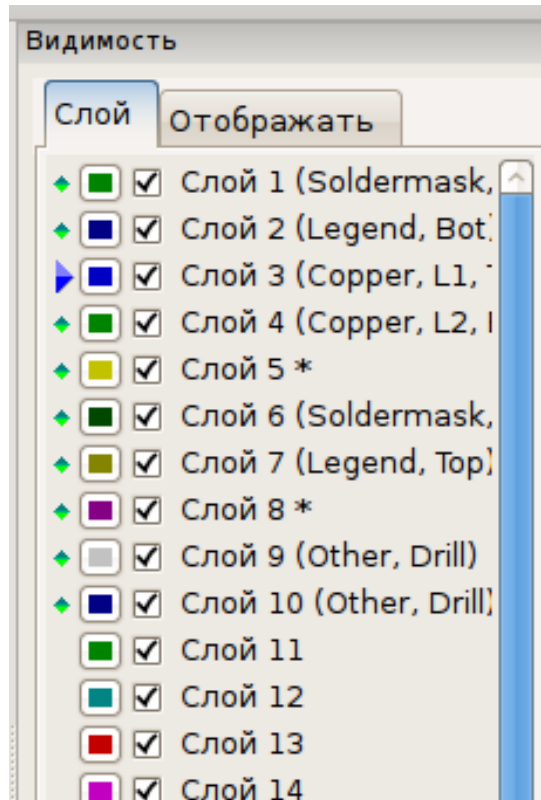 Видимость
Слой
Отображать
Слой 1 (Soldermask,
Слой 2 (Legend, Bot
Слой 3 (Copper, L1,
Слой 4 (Copper, L2,
Слой 5 *
Слой 6 (Soldermask,
Слой 7 (Legend, Top)
Слой 8 *
Слой 9 (Other, Drill)
Слой 10 (Other, Drill)
Слой 11
Слой 12
Слой 13
Слой 14